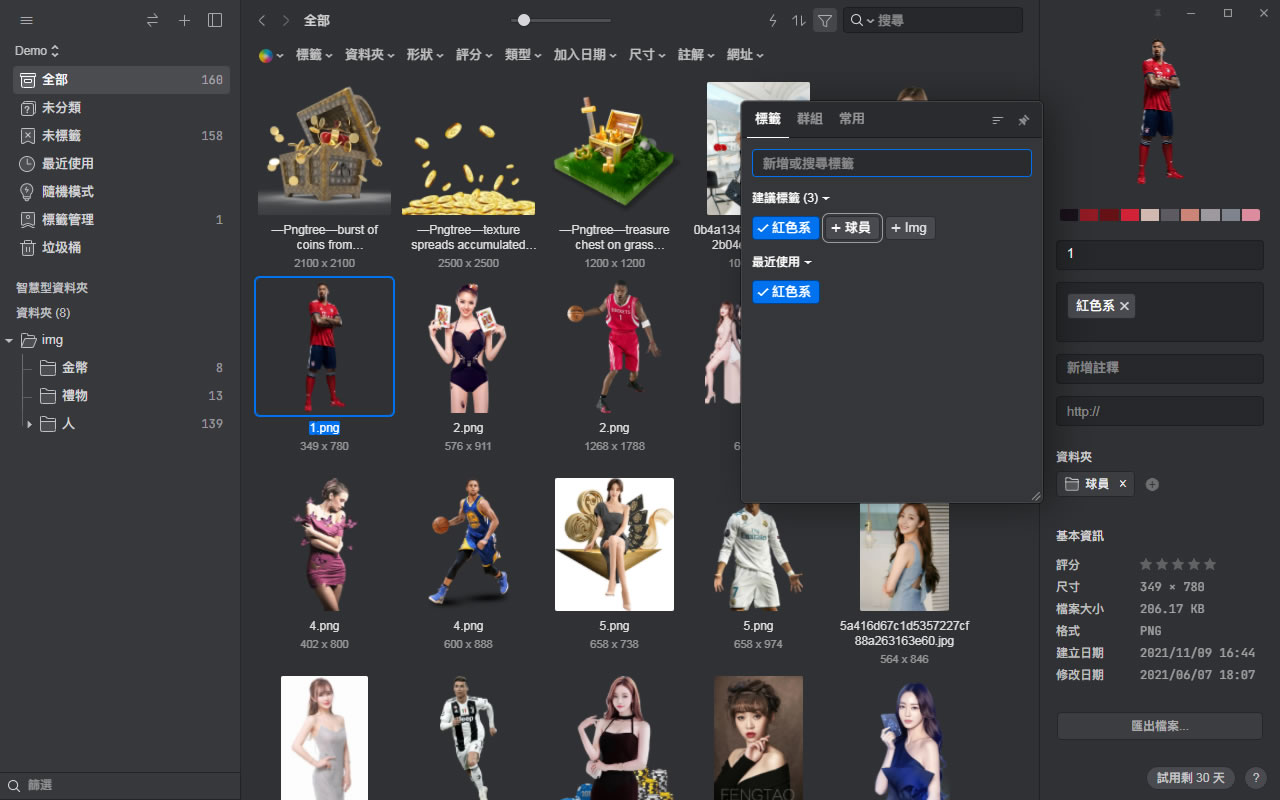 Demo
全部 160
未分類
未標籤 158
最近使用
隨機模式
標籤管理 1
垃圾桶
智慧型資料夾
資料夾 (8)
img
金幣 8
禮物 13
人 139
篩選
全部
搜尋
標籤 資料夾 形狀 評分 類型 加入日期 尺寸 註解 網址
—Pngtree—burst of
coins from...
2100 x 2100
—Pngtree—texture
spreads accumulated...
2500 x 2500
—Pngtree—treasure
chest on grass...
1200 x 1200
0b4a134
2b04
10
1.png
349 x 780
2.png
576 x 911
2.png
1268 x 1788
6
4.png
402 x 800
4.png
600 x 888
5.png
658 x 738
5.png
658 x 974
5a416d67c1d5357227cf
88a263163e60.jpg
564 x 846
FENGTAO
標籤 群組 常用
新增或搜尋標籤
建議標籤 (3)
紅色系 + 球員 + Img
最近使用
紅色系
1
紅色系
新增註釋
http://
資料夾
球員
基本資訊
評分
尺寸 349 × 780
檔案大小 206.17 KB
格式 PNG
建立日期 2021/11/09 16:44
修改日期 2021/06/07 18:07
匯出檔案...
試用剩 30 天
?